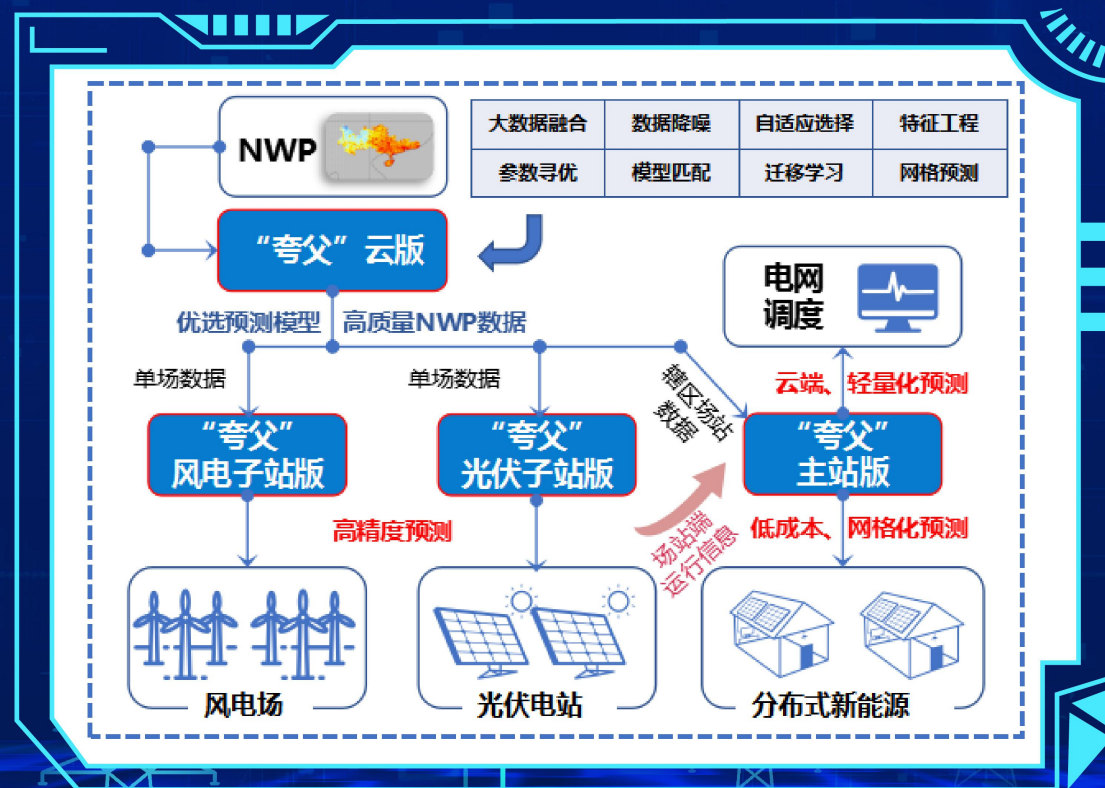 NWP
大数据融合
数据降噪
自适应选择
特征工程
参数寻优
模型匹配
迁移学习
网格预测
“夸父”云版
电网
调度
优选预测模型
高质量NWP数据
单场数据
单场数据
辖区场站
数据
云端、轻量化预测
“夸父”
风电子站版
“夸父”
光伏子站版
“夸父”
主站版
高精度预测
场站端
运行信息
低成本、网格化预测
风电场
光伏电站
分布式新能源